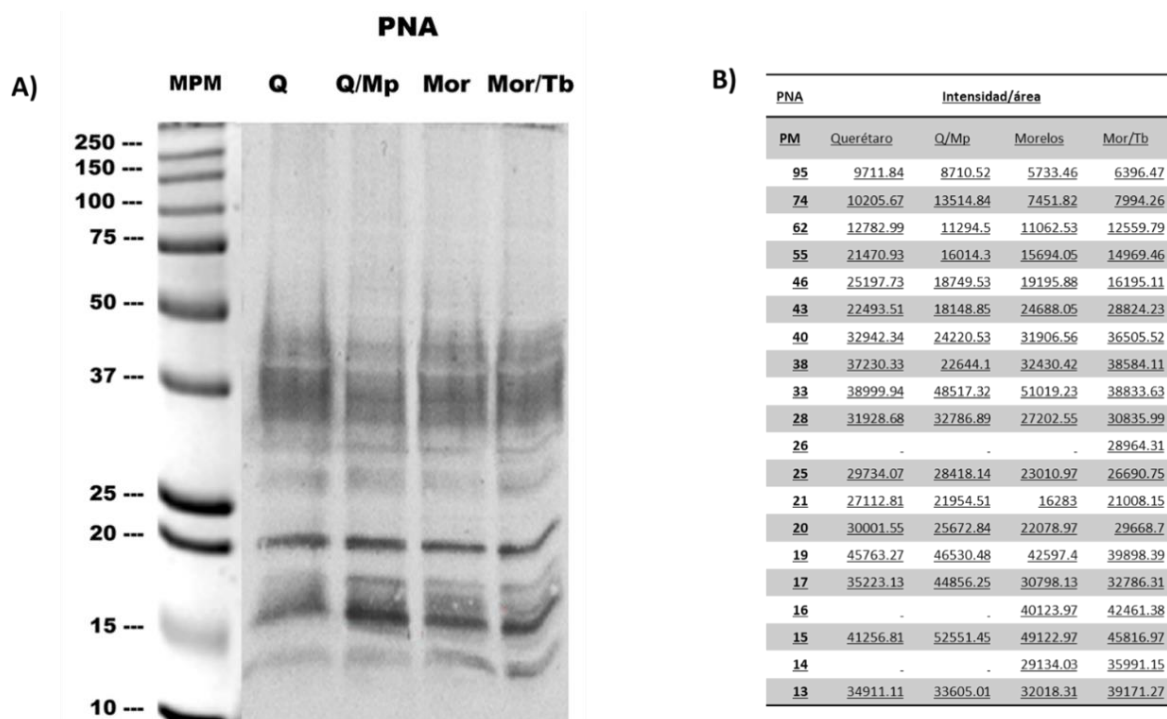 PNA
A)
MPM Q Q/Mp Mor Mor/Tb
250 ---
150 ---
100 ---
75 ---
50 ---
37 ---
25 ---
20 ---
15 ---
10 ---
B)
PNA Intensidad/área
PM Querétaro Q/Mp Morelos Mor/Tb
95 9711.84 8710.52 5733.46 6396.47
74 10205.67 13514.84 7451.82 7994.26
62 12782.99 11294.5 11062.53 12559.79
55 21470.93 16014.3 15694.05 14969.46
46 25197.73 18749.53 19195.88 16195.11
43 22493.51 18148.85 24688.05 28824.23
40 32942.34 24220.53 31906.56 36505.52
38 37230.33 22644.1 32430.42 38584.11
33 38999.94 48517.32 51019.23 38833.63
28 31928.68 32786.89 27202.55 30835.99
26 - - - 28964.31
25 29734.07 28418.14 23010.97 26690.75
21 27112.81 21954.51 16283 21008.15
20 30001.55 25672.84 22078.97 29668.7
19 45763.27 46530.48 42597.4 39898.39
17 35223.13 44856.25 30798.13 32786.31
16 - - 40123.97 42461.38
15 41256.81 52551.45 49122.97 45816.97
14 - - 29134.03 35991.15
13 34911.11 33605.01 32018.31 39171.27